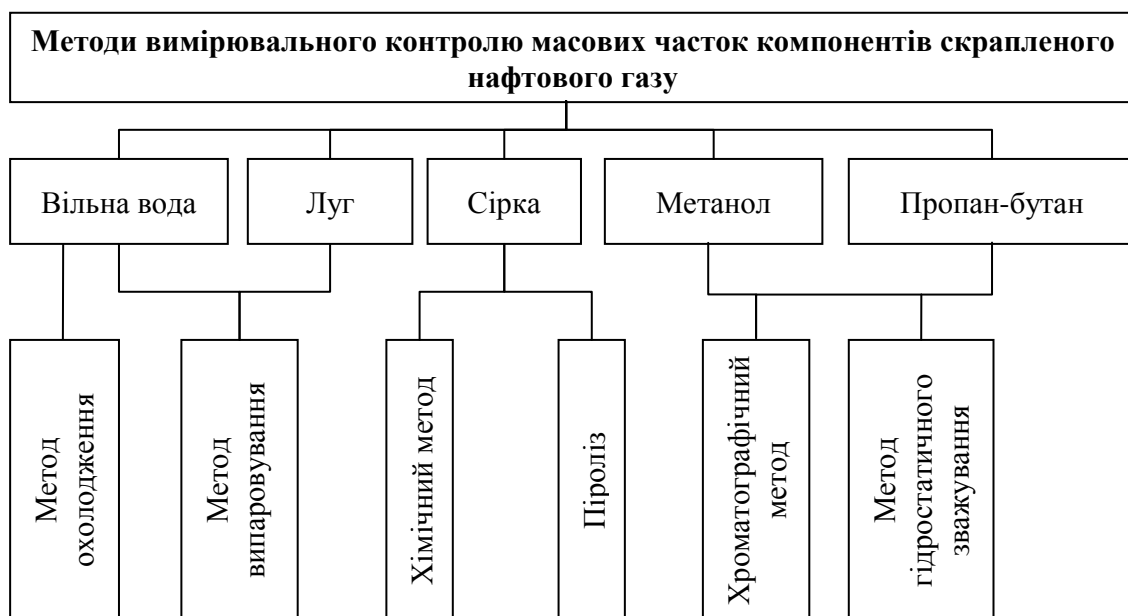 Методи вимірювального контролю масових часток компонентів скрапленого
нафтового газу
Вільна вода
Луг
Сірка
Метанол
Пропан-бутан
Метод
охолодження
Метод
випаровування
Хімічний метод
Піроліз
Хроматографічний
метод
Метод
гідростатичного
зважування